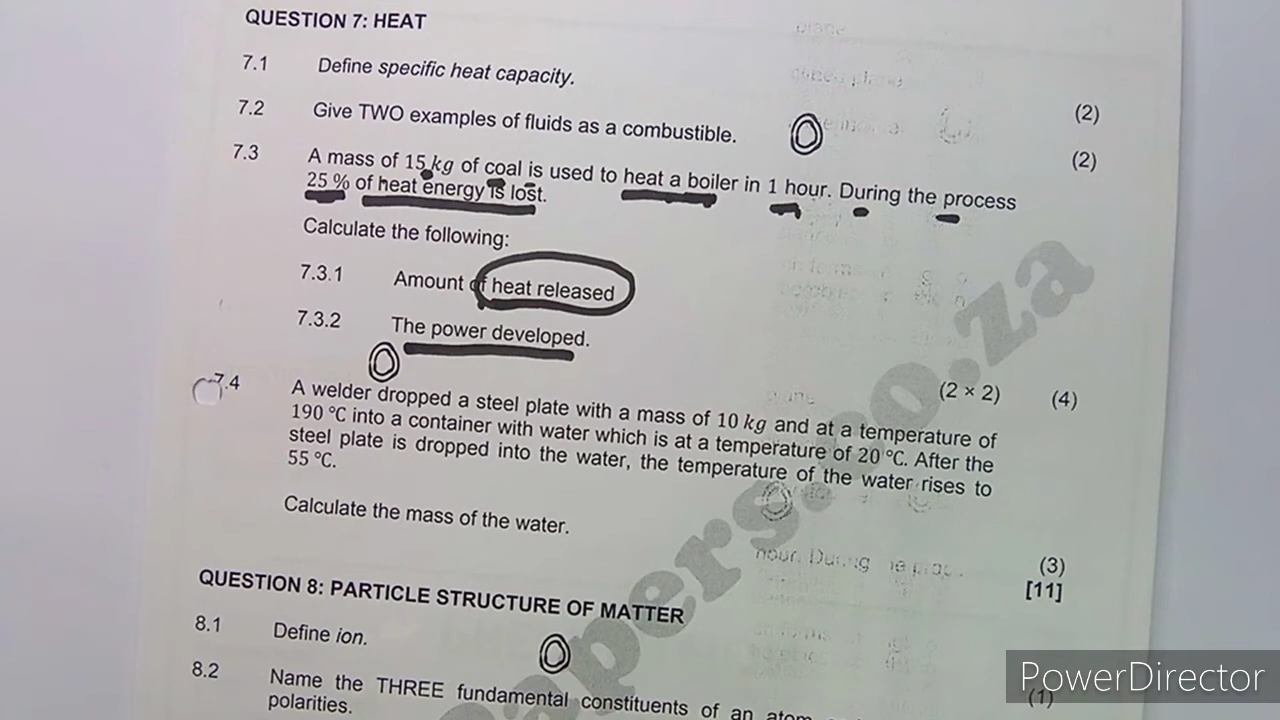 QUESTION 7: HEAT
7.1 Define specific heat capacity. (2)
7.2 Give TWO examples of fluids as a combustible. (2)
7.3 A mass of 15 kg of coal is used to heat a boiler in 1 hour. During the process
25 % of heat energy is lost.
Calculate the following:
7.3.1 Amount of heat released
7.3.2 The power developed.
(2 × 2) (4)
7.4 A welder dropped a steel plate with a mass of 10 kg and at a temperature of
190 °C into a container with water which is at a temperature of 20 °C. After the
steel plate is dropped into the water, the temperature of the water rises to
55 °C.
Calculate the mass of the water.
(3)
[11]
QUESTION 8: PARTICLE STRUCTURE OF MATTER
8.1 Define ion.
(1)
8.2 Name the THREE fundamental constituents of an atom
polarities.
apers.co.za
PowerDirector